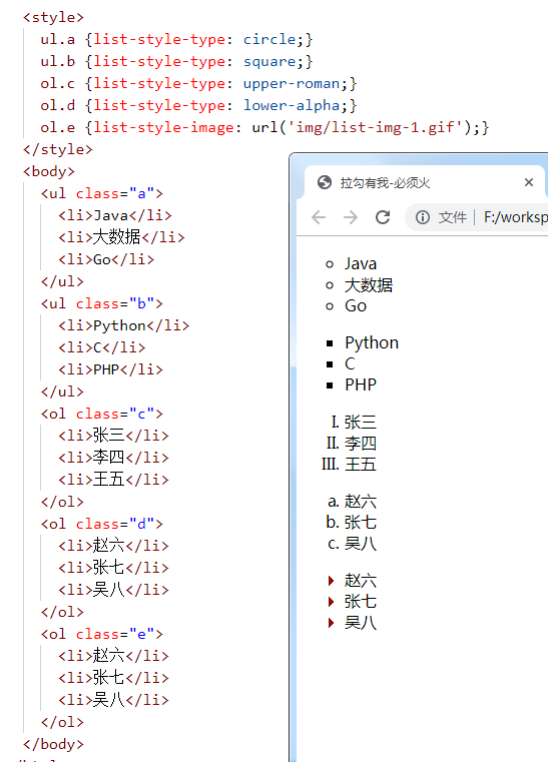 <style>
ul.a {list-style-type: circle;}
ul.b {list-style-type: square;}
ol.c {list-style-type: upper-roman;}
ol.d {list-style-type: lower-alpha;}
ol.e {list-style-image: url('img/list-img-1.gif');}
</style>
<body>
<ul class="a">
<li>Java</li>
<li>大数据</li>
<li>Go</li>
</ul>
<ul class="b">
<li>Python</li>
<li>C</li>
<li>PHP</li>
</ul>
<ol class="c">
<li>张三</li>
<li>李四</li>
<li>王五</li>
</ol>
<ol class="d">
<li>赵六</li>
<li>张七</li>
<li>吴八</li>
</ol>
<ol class="e">
<li>赵六</li>
<li>张七</li>
<li>吴八</li>
</ol>
</body>
拉勾有我-必须火
文件 F:/worksp
Java
大数据
Go
Python
C
PHP
I. 张三
II. 李四
III. 王五
a. 赵六
b. 张七
c. 吴八
赵六
张七
吴八